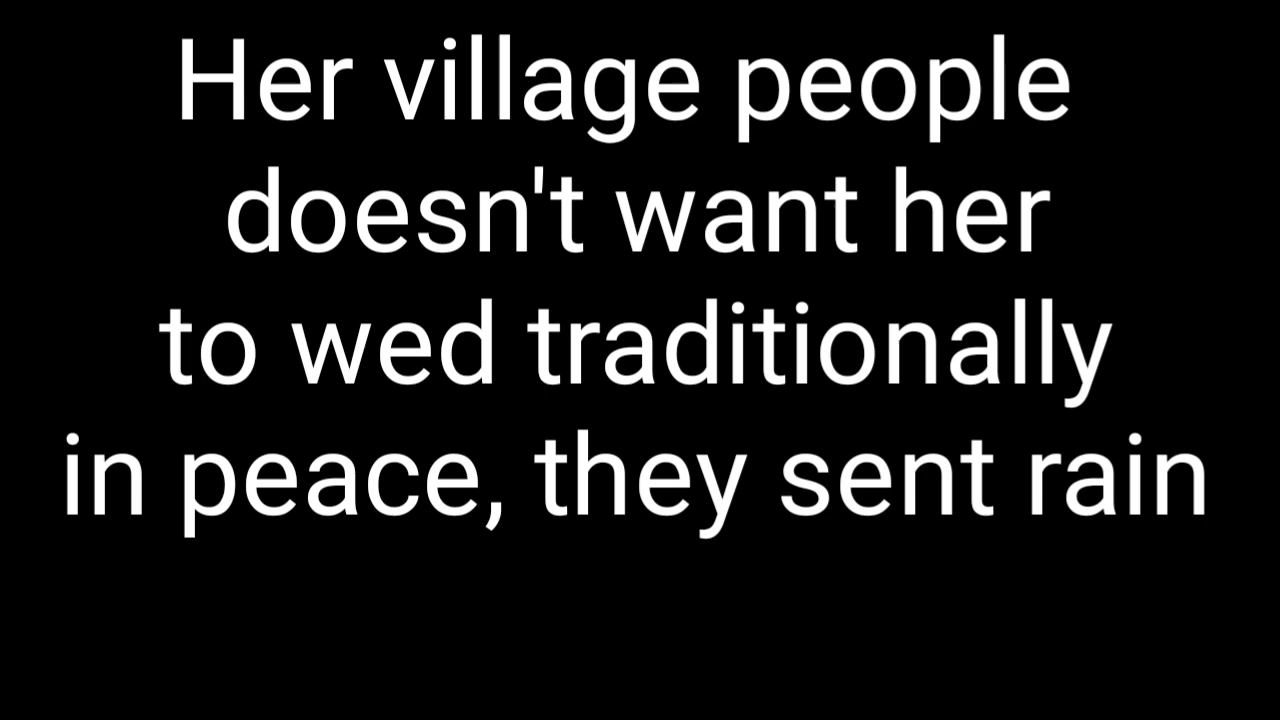 Her village people
doesn't want her
to wed traditionally
in peace, they sent rain